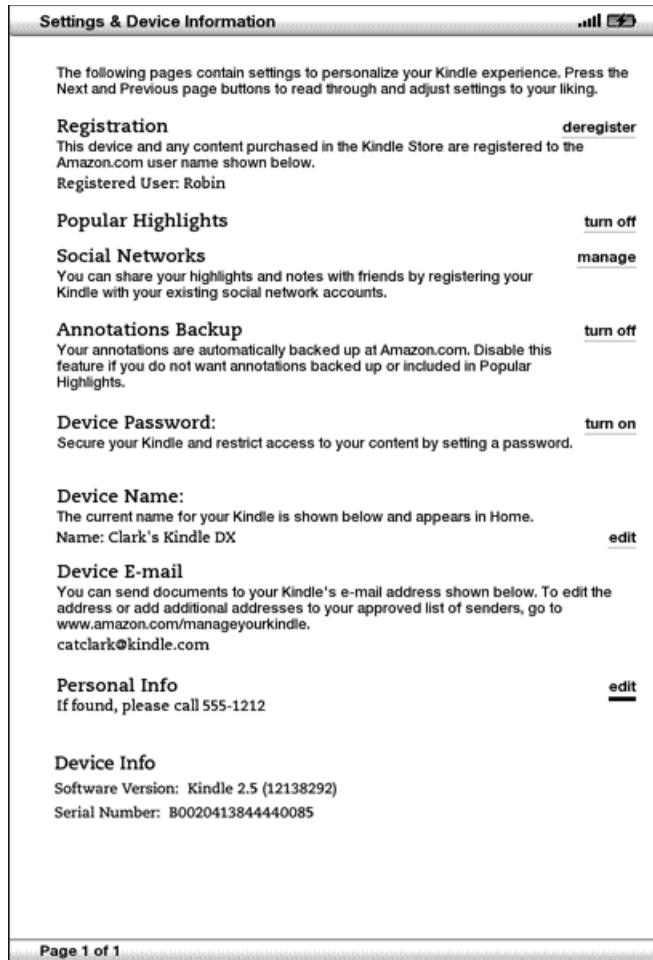 Settings & Device Information
The following pages contain settings to personalize your Kindle experience. Press the
Next and Previous page buttons to read through and adjust settings to your liking.
Registration deregister
This device and any content purchased in the Kindle Store are registered to the
Amazon.com user name shown below.
Registered User: Robin
Popular Highlights turn off
Social Networks manage
You can share your highlights and notes with friends by registering your
Kindle with your existing social network accounts.
Annotations Backup turn off
Your annotations are automatically backed up at Amazon.com. Disable this
feature if you do not want annotations backed up or included in Popular
Highlights.
Device Password: turn on
Secure your Kindle and restrict access to your content by setting a password.
Device Name:
The current name for your Kindle is shown below and appears in Home.
Name: Clark's Kindle DX edit
Device E-mail
You can send documents to your Kindle's e-mail address shown below. To edit the
address or add additional addresses to your approved list of senders, go to
www.amazon.com/manageyourkindle.
catclark@kindle.com
Personal Info edit
If found, please call 555-1212
Device Info
Software Version: Kindle 2.5 (12138292)
Serial Number: B0020413844440085
Page 1 of 1